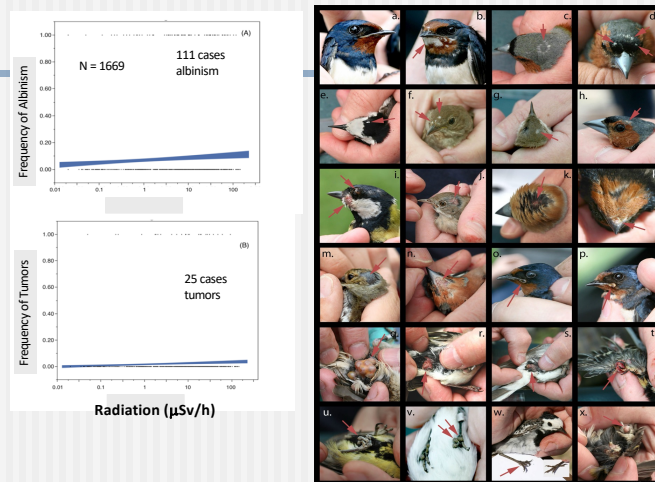 (A)
N = 1669
111 cases
albinism
Frequency of Albinism
1.00
0.80
0.60
0.40
0.20
0.00
0.01
0.1
1
10
100
(B)
25 cases
tumors
Frequency of Tumors
1.00
0.80
0.60
0.40
0.20
0.00
0.01
0.1
1
10
100
Radiation (μSv/h)
a.
b.
c.
d
e.
f.
g.
h.
i.
j.
k.
l
m.
n.
o.
p.
q.
r.
s.
t
u.
v.
w.
x.